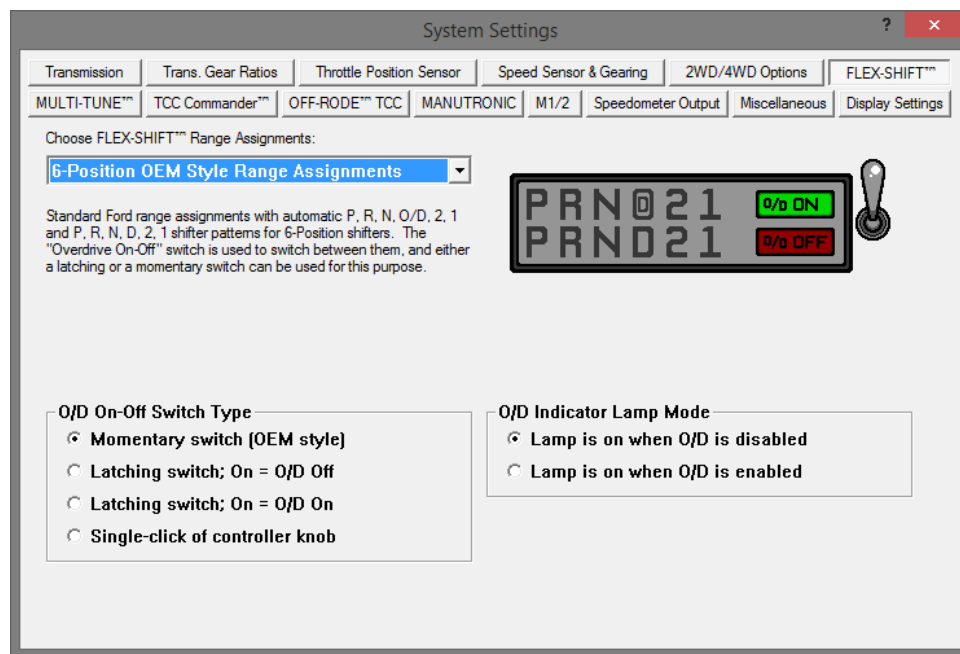 System Settings
?
×
Transmission
Trans. Gear Ratios
Throttle Position Sensor
Speed Sensor & Gearing
2WD/4WD Options
FLEX-SHIFT™
MULTI-TUNE™
TCC Commander™
OFF-RODE™ TCC
MANUTRONIC
M1/2
Speedometer Output
Miscellaneous
Display Settings
Choose FLEX-SHIFT™ Range Assignments:
6-Position OEM Style Range Assignments
Standard Ford range assignments with automatic P, R, N, O/D, 2, 1
and P, R, N, D, 2, 1 shifter patterns for 6-Position shifters. The
"Overdrive On-Off" switch is used to switch between them, and either
a latching or a momentary switch can be used for this purpose.
P R N D 2 1 O/D ON
P R N D 2 1 O/D OFF
O/D On-Off Switch Type
Momentary switch (OEM style)
Latching switch; On = O/D Off
Latching switch; On = O/D On
Single-click of controller knob
O/D Indicator Lamp Mode
Lamp is on when O/D is disabled
Lamp is on when O/D is enabled